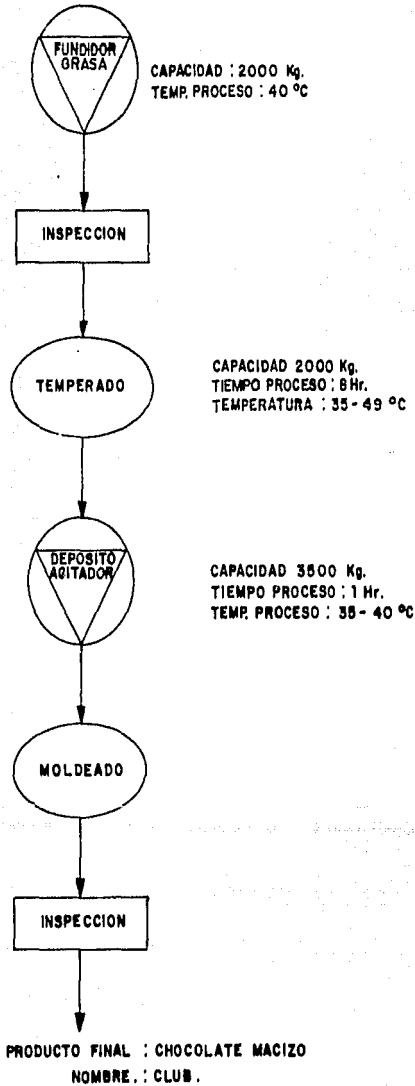 FUNDIDOR
GRASA
CAPACIDAD : 2000 Kg.
TEMP. PROCESO : 40 °C
INSPECCION
TEMPERADO
CAPACIDAD 2000 Kg.
TIEMPO PROCESO : 8 Hr.
TEMPERATURA : 35-49 °C
DEPOSITO
AGITADOR
CAPACIDAD 3500 Kg.
TIEMPO PROCESO : 1 Hr.
TEMP. PROCESO : 35-40 °C
MOLDEADO
INSPECCION
PRODUCTO FINAL : CHOCOLATE MACIZO
NOMBRE. : CLUB.